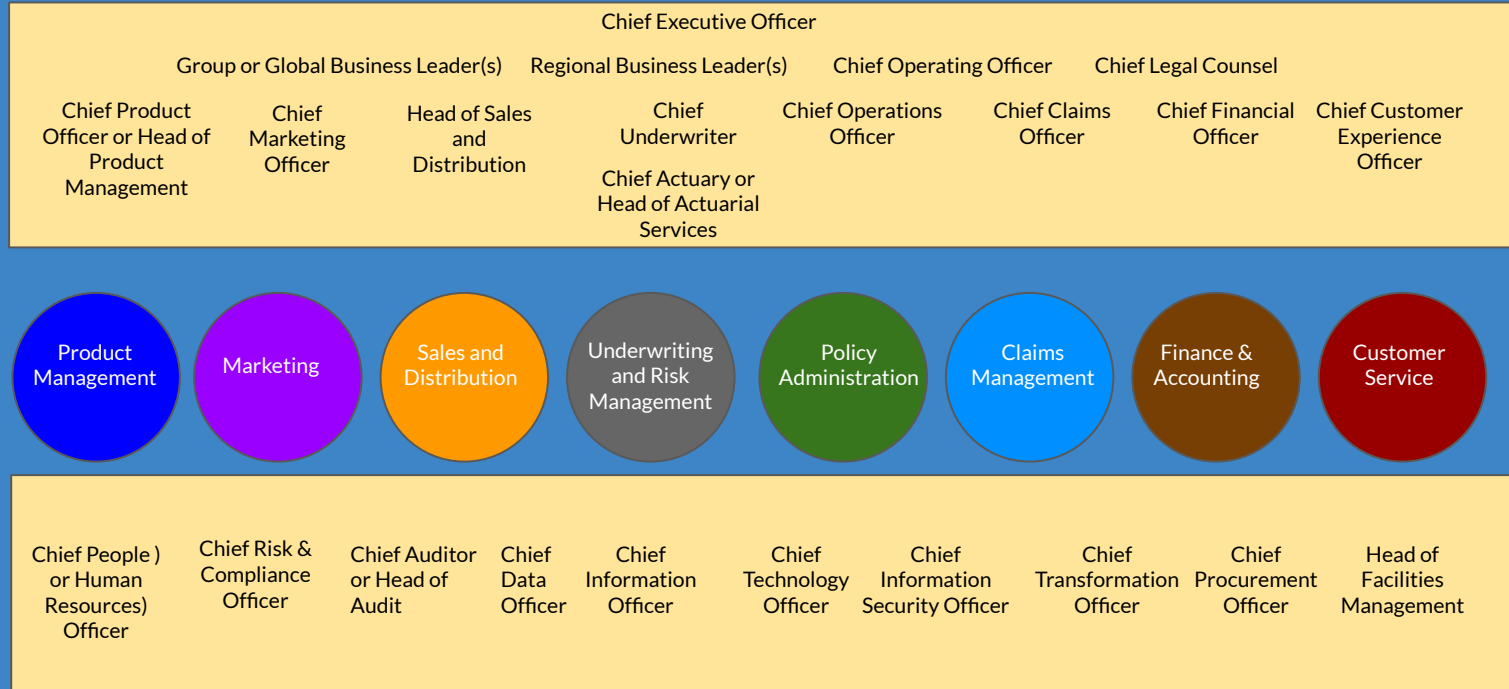 Chief Executive Officer
Group or Global Business Leader(s)
Regional Business Leader(s)
Chief Operating Officer
Chief Legal Counsel
Chief Product
Officer or Head of
Product
Management
Chief
Marketing
Officer
Head of Sales
and
Distribution
Chief
Underwriter
Chief Actuary or
Head of Actuarial
Services
Chief Operations
Officer
Chief Claims
Officer
Chief Financial
Officer
Chief Customer
Experience
Officer
Product
Management
Marketing
Sales and
Distribution
Underwriting
and Risk
Management
Policy
Administration
Claims
Management
Finance &
Accounting
Customer
Service
Chief People )
or Human
Resources)
Officer
Chief Risk &
Compliance
Officer
Chief Auditor
or Head of
Audit
Chief
Data
Officer
Chief
Information
Officer
Chief
Technology
Officer
Chief
Information
Security Officer
Chief
Transformation
Officer
Chief
Procurement
Officer
Head of
Facilities
Management